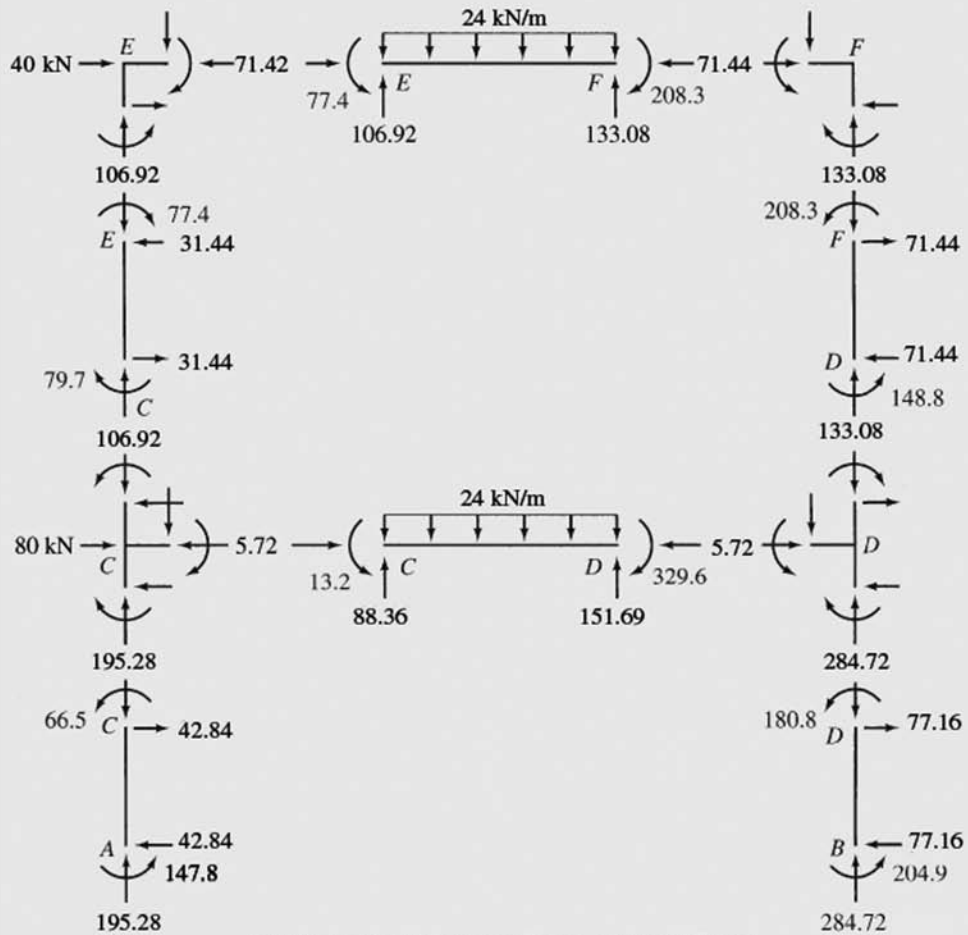 24 kN/m
E F
40 kN 71.42 71.44
E F
77.4 208.3
106.92 133.08
106.92 133.08
77.4 208.3
E 31.44 F 71.44
31.44 D 71.44
79.7 C 148.8
106.92 133.08
24 kN/m
80 kN 5.72 5.72 D
C C D
13.2 329.6
88.36 151.69
195.28 284.72
66.5 C 42.84 180.8 D 77.16
A 42.84 B 77.16
147.8 204.9
195.28 284.72